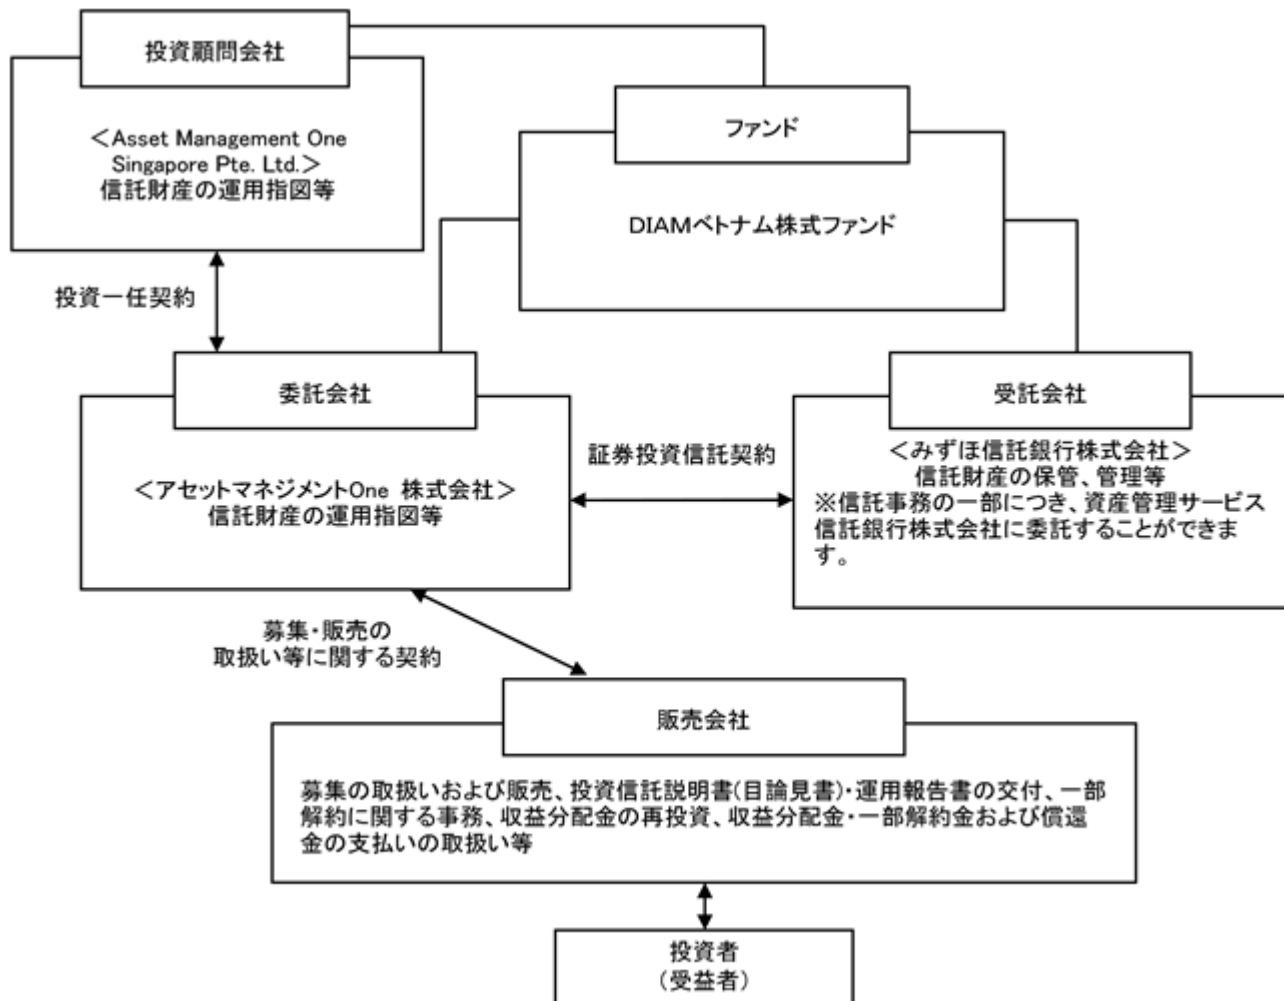 投資顧問会社
＜Asset Management One
Singapore Pte. Ltd.＞
信託財産の運用指図等
ファンド
DIAMベトナム株式ファンド
投資一任契約
委託会社
＜アセットマネジメントOne 株式会社＞
信託財産の運用指図等
証券投資信託契約
受託会社
＜みずほ信託銀行株式会社＞
信託財産の保管、管理等
※信託事務の一部につき、資産管理サービス
信託銀行株式会社に委託することができま
す。
募集・販売の
取扱い等に関する契約
販売会社
募集の取扱いおよび販売、投資信託説明書(目論見書)・運用報告書の交付、一部
解約に関する事務、収益分配金の再投資、収益分配金・一部解約金および償還
金の支払いの取扱い等
投資者
（受益者）